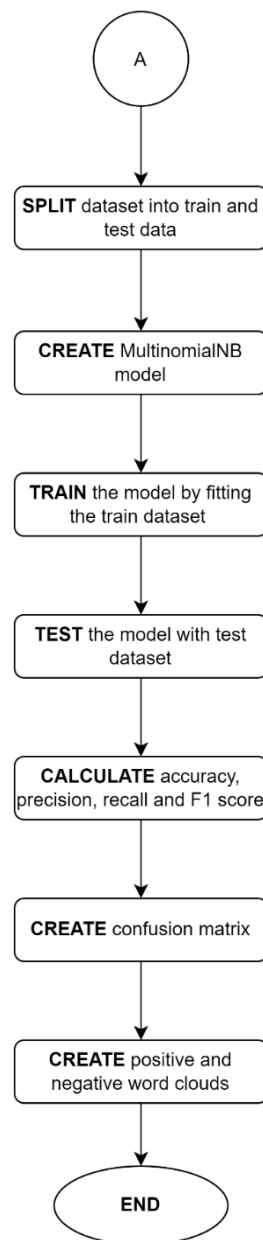 A
SPLIT dataset into train and
test data
CREATE MultinomialNB
model
TRAIN the model by fitting
the train dataset
TEST the model with test
dataset
CALCULATE accuracy,
precision, recall and F1 score
CREATE confusion matrix
CREATE positive and
negative word clouds
END